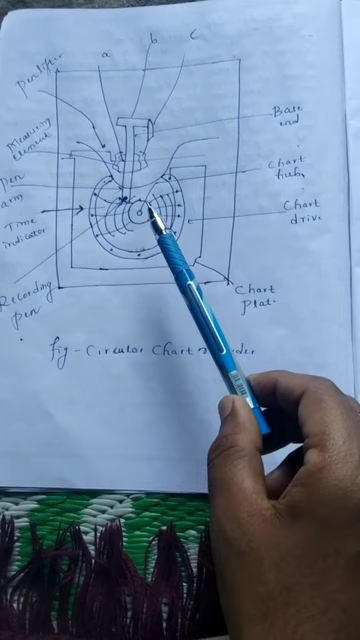 a
b
c
pen lifter
Measuring
element
pen
arm
Time
indicator
Recording
pen
Base
end
Chart
hub
Chart
drive
Chart
plat.
fig - Circular Chart